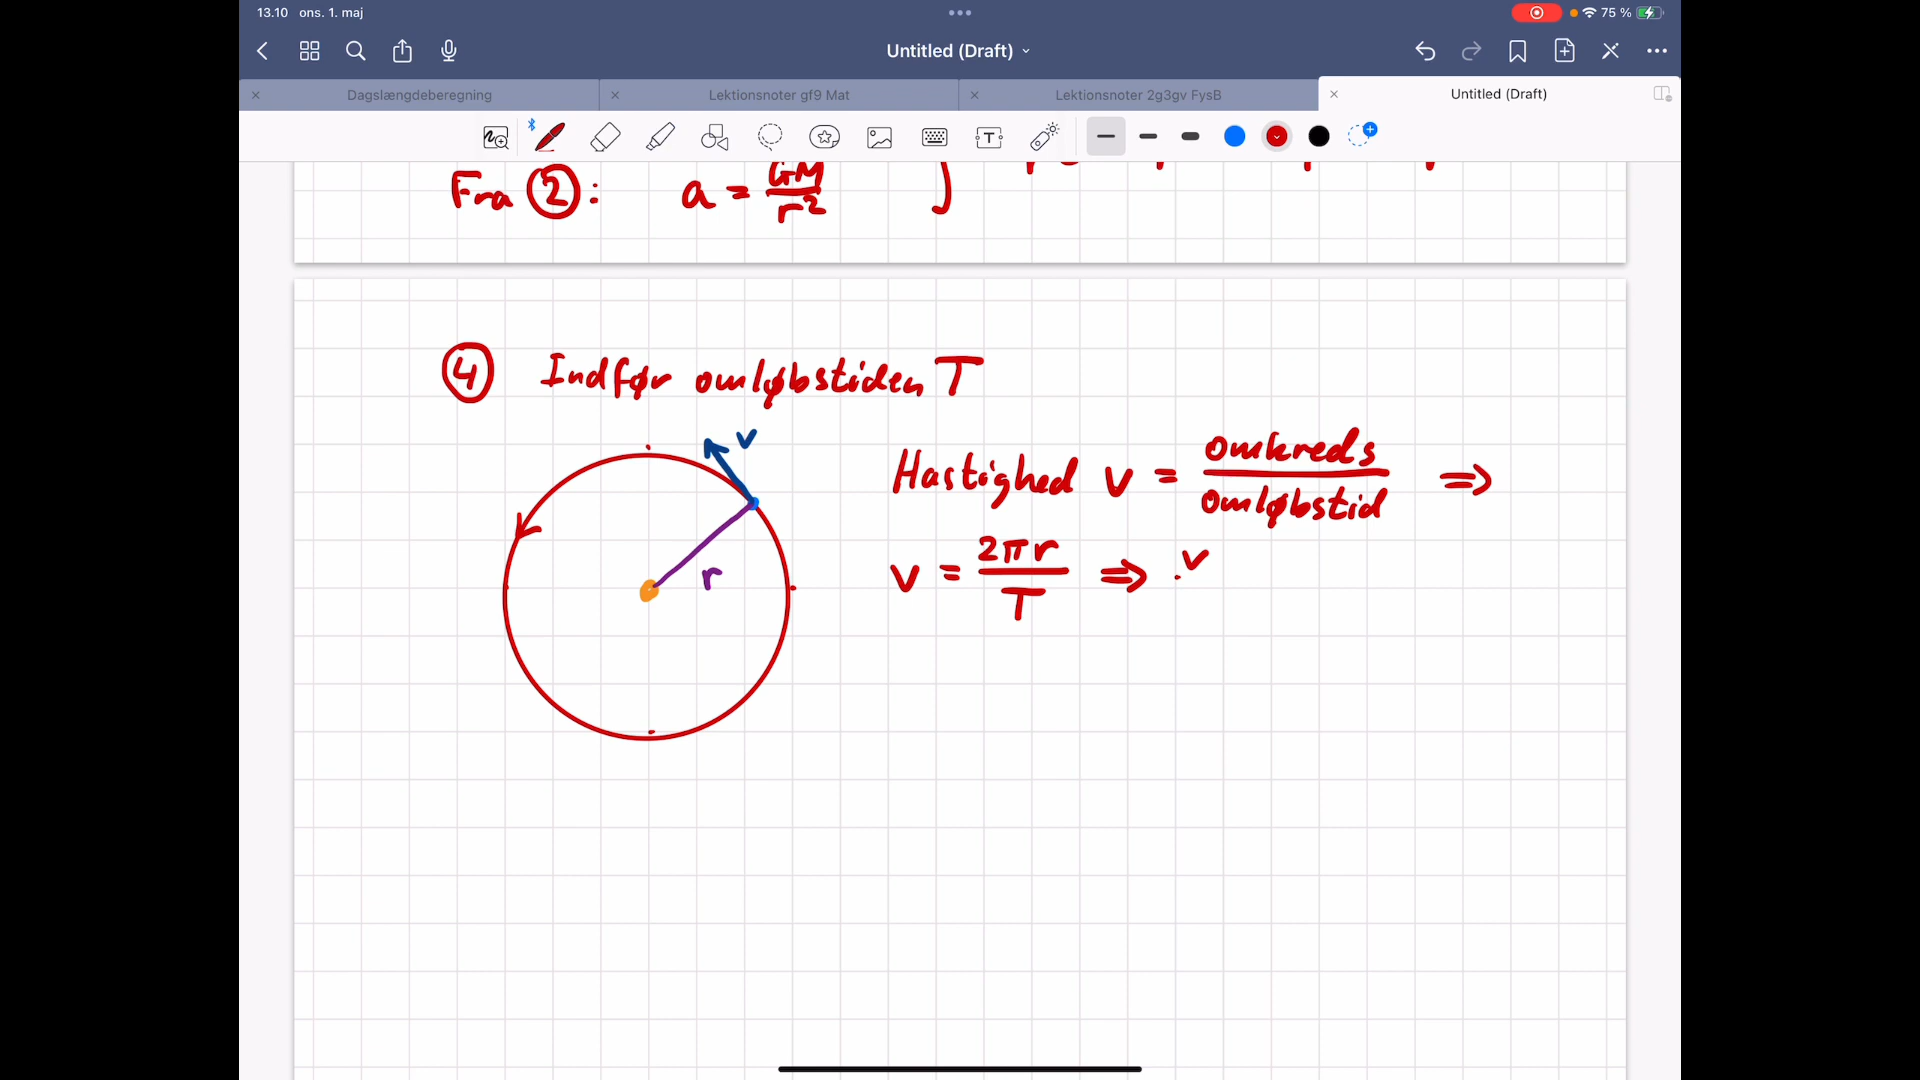 13.10 ons. 1. maj
75 %
Untitled (Draft)
Dagslængdeberegning
Lektionsnoter gf9 Mat
Lektionsnoter 2g3gv FysB
Untitled (Draft)
Fra ②: a = GM/r²
④ Indfør omløbstiden T
v
r
Hastighed v = omkreds/omløbstid ⇒
v = 2πr/T ⇒ v